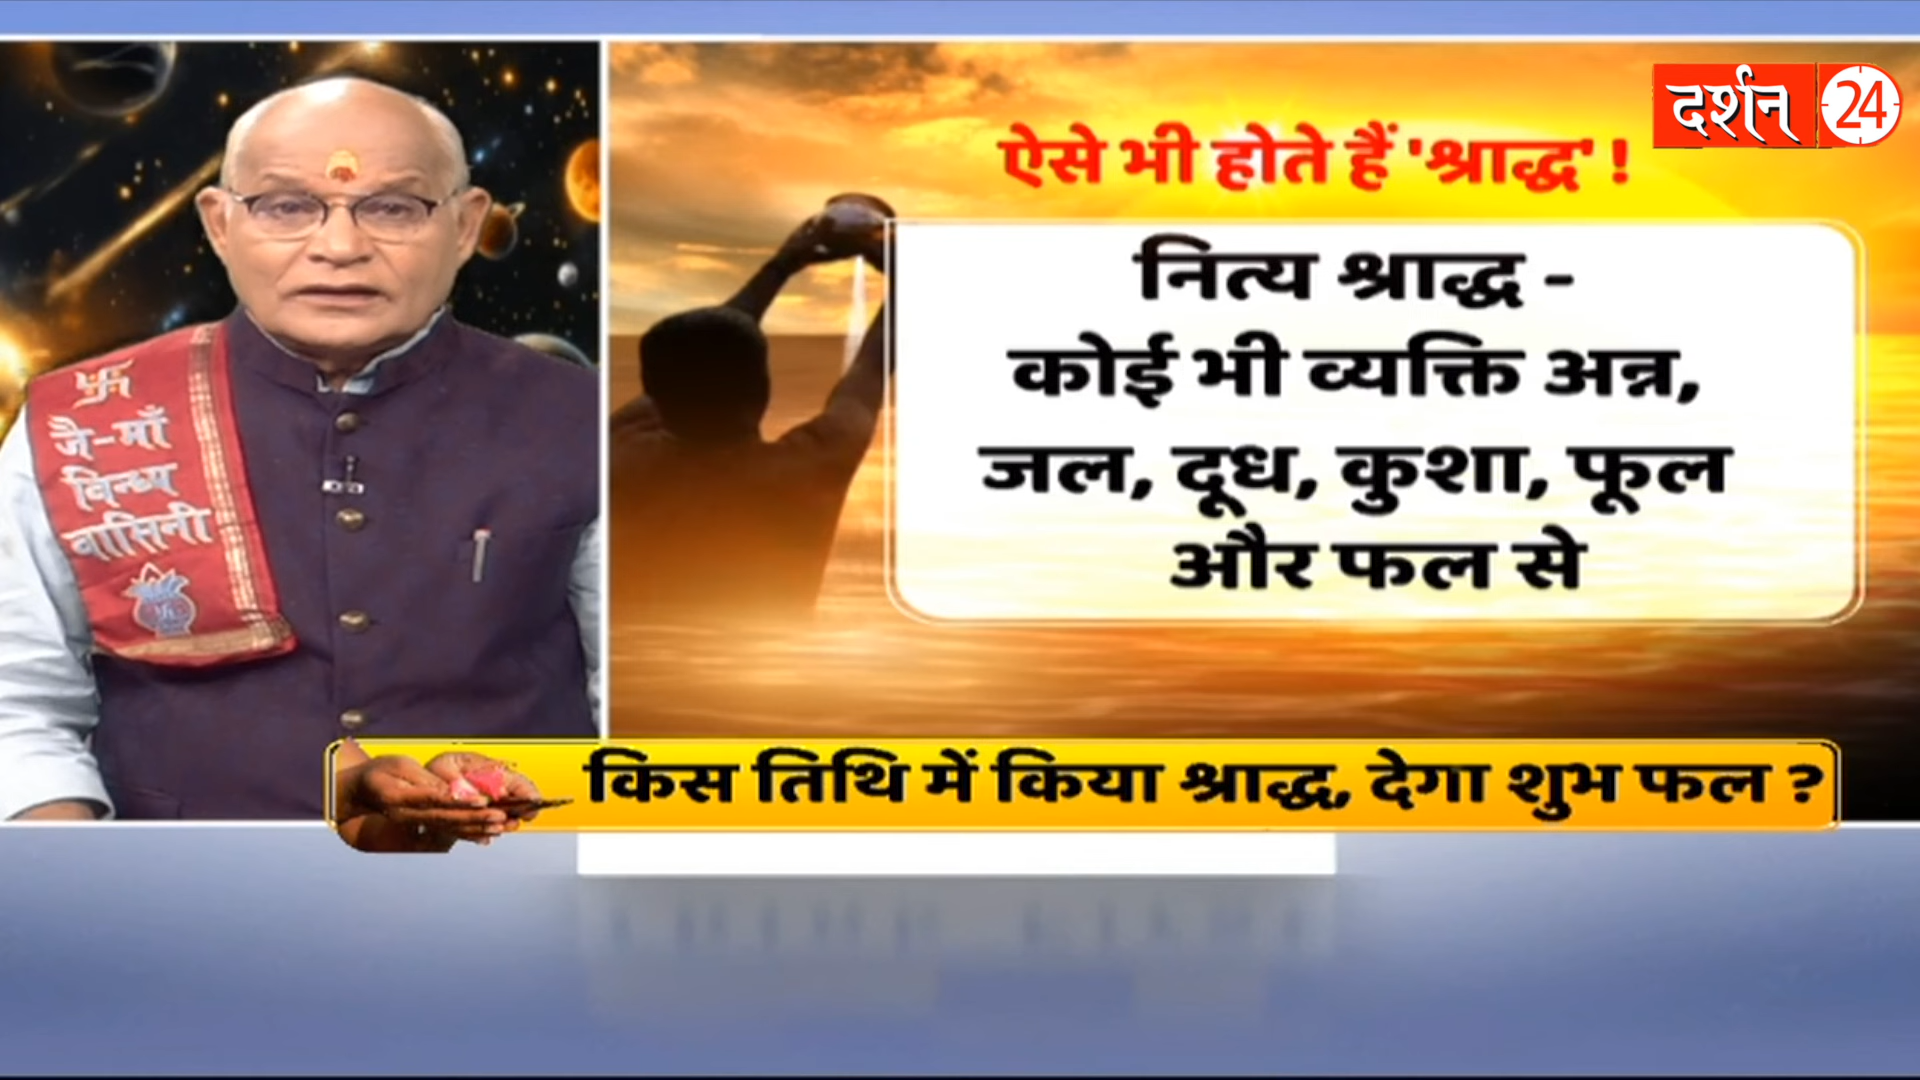 दर्शन 24
ऐसे भी होते हैं 'श्राद्ध' !
नित्य श्राद्ध -
कोई भी व्यक्ति अन्न,
जल, दूध, कुशा, फूल
और फल से
जै-माँ
विन्ध्य
वासिनी
किस तिथि में किया श्राद्ध, देगा शुभ फल ?